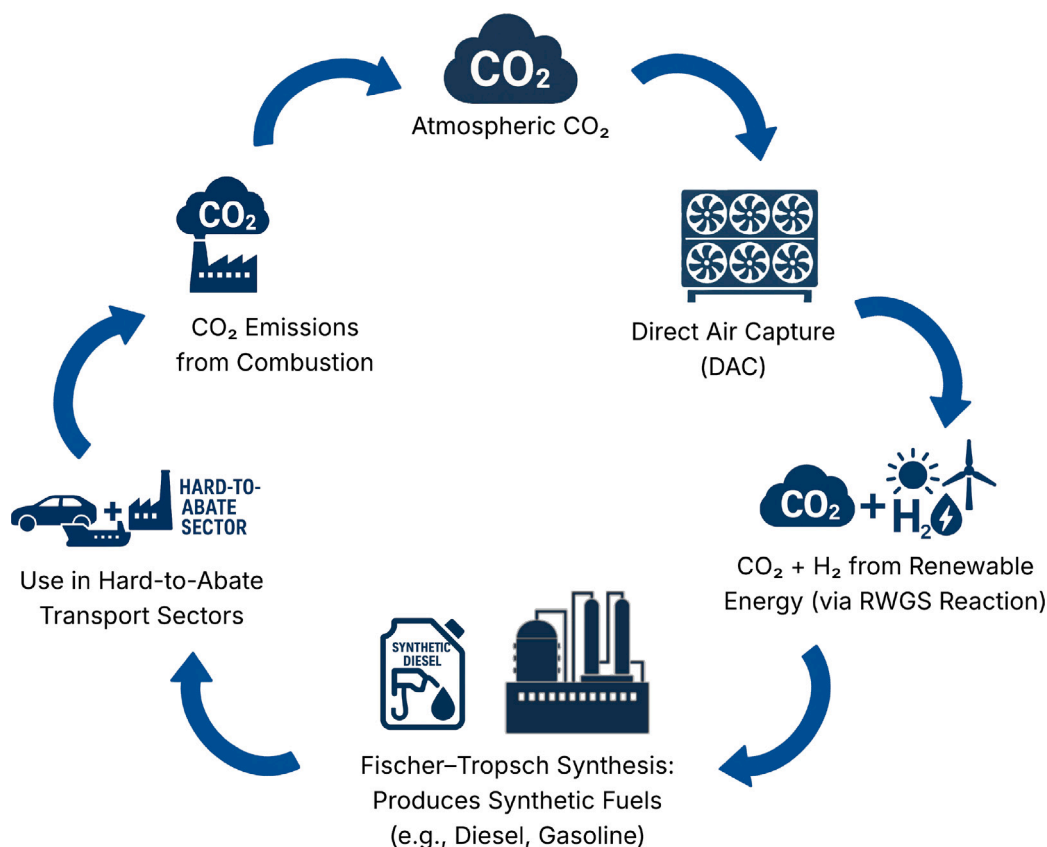 CO₂
Atmospheric CO₂
Direct Air Capture
(DAC)
CO₂ + H₂
CO₂ + H₂ from Renewable
Energy (via RWGS Reaction)
SYNTHETIC
DIESEL
Fischer–Tropsch Synthesis:
Produces Synthetic Fuels
(e.g., Diesel, Gasoline)
+ HARD-TO-
ABATE
SECTOR
Use in Hard-to-Abate
Transport Sectors
CO₂
CO₂ Emissions
from Combustion